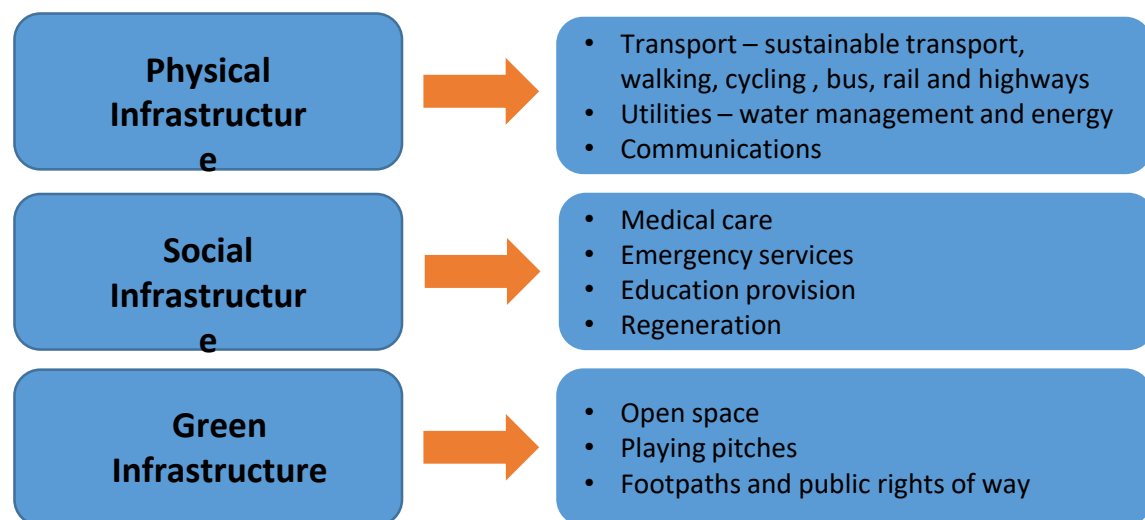 Physical
Infrastructur
e
• Transport – sustainable transport,
walking, cycling , bus, rail and highways
• Utilities – water management and energy
• Communications
Social
Infrastructur
e
• Medical care
• Emergency services
• Education provision
• Regeneration
Green
Infrastructure
• Open space
• Playing pitches
• Footpaths and public rights of way